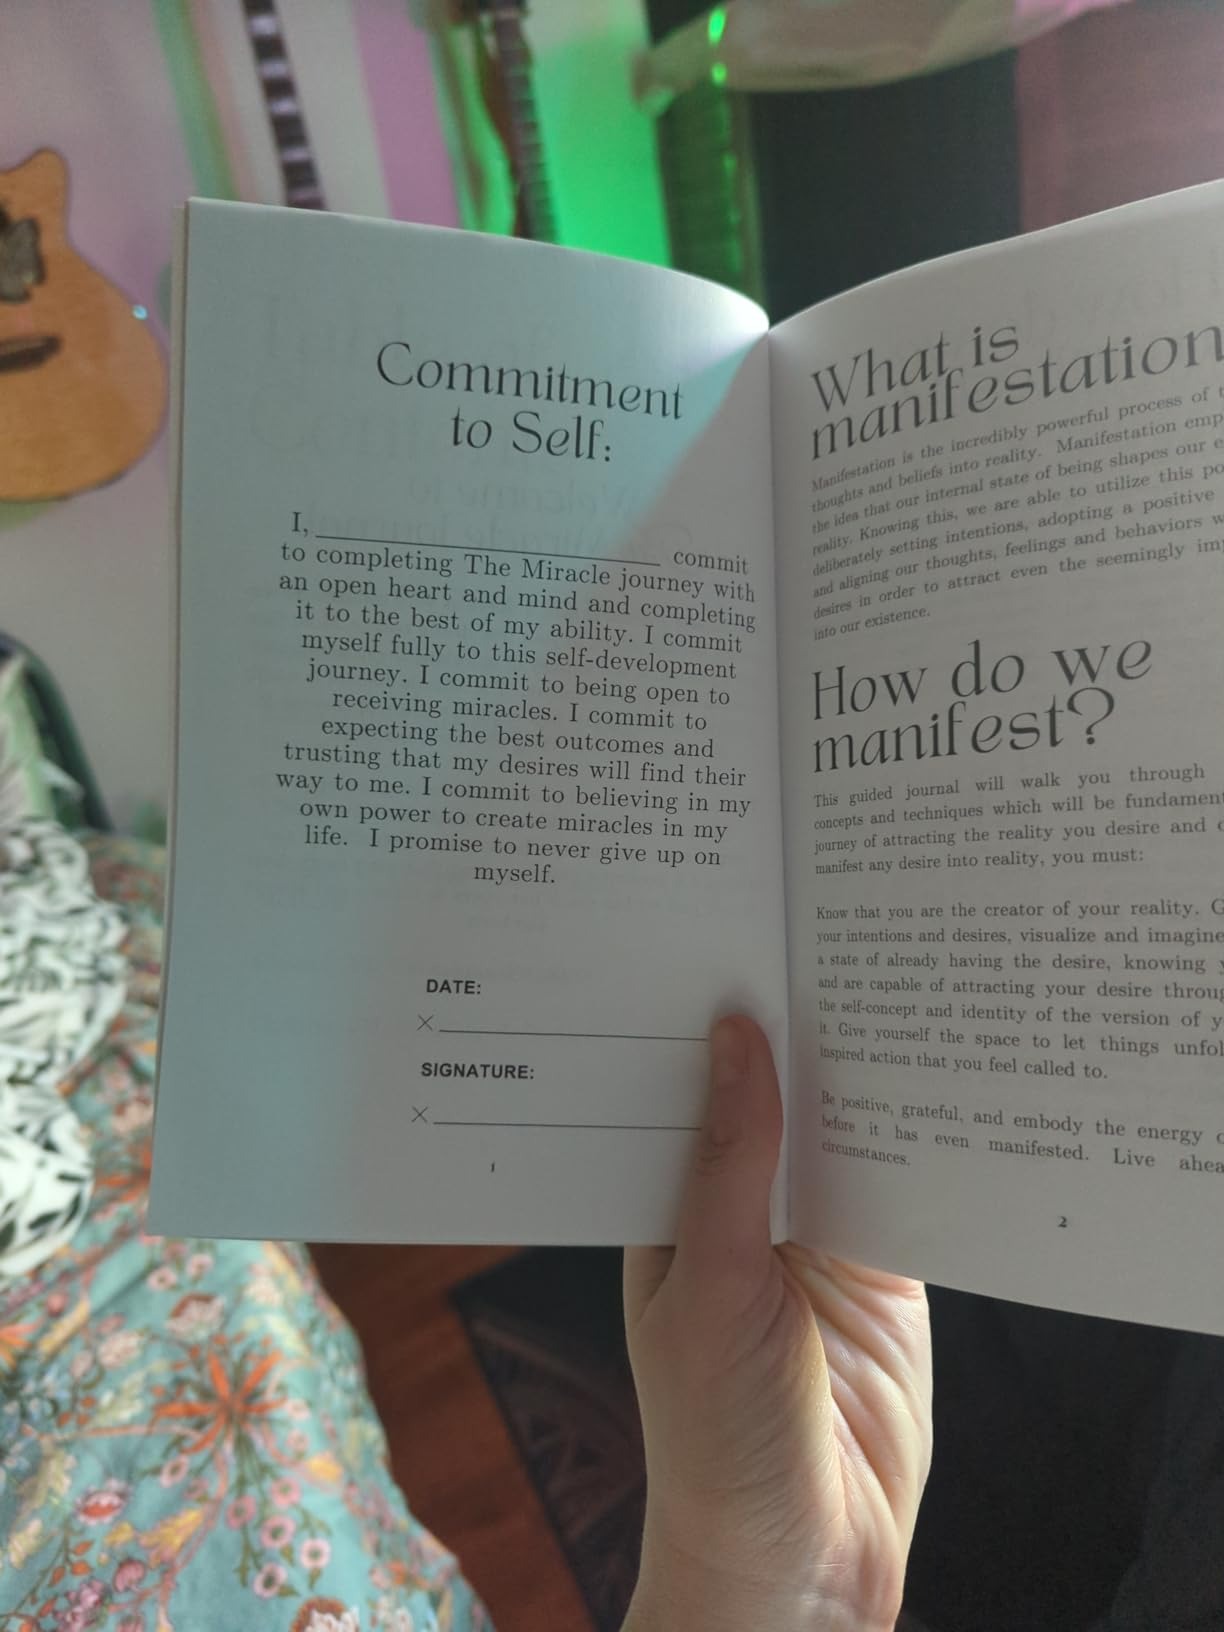 Commitment
to Self:
I, commit
to completing The Miracle journey with
an open heart and mind and completing
it to the best of my ability. I commit
myself fully to this self-development
journey. I commit to being open to
receiving miracles. I commit to
expecting the best outcomes and
trusting that my desires will find their
way to me. I commit to believing in my
own power to create miracles in my
life. I promise to never give up on
myself.
DATE:
×
SIGNATURE:
×
1
What is
manifestation
Manifestation is the incredibly powerful process of
thoughts and beliefs into reality. Manifestation
the idea that our internal state of being shapes our
reality. Knowing this, we are able to utilize this
deliberately setting intentions, adopting a positive
and aligning our thoughts, feelings and behaviors
desires in order to attract even the seemingly
into our existence.
How do we
manifest?
This guided journal will walk you through
concepts and techniques which will be
journey of attracting the reality you desire and
manifest any desire into reality, you must:
Know that you are the creator of your reality.
your intentions and desires, visualize and imagine
a state of already having the desire, knowing
and are capable of attracting your desire
the self-concept and identity of the version of
it. Give yourself the space to let things
inspired action that you feel called to.
Be positive, grateful, and embody the energy
before it has even manifested. Live
circumstances.
2